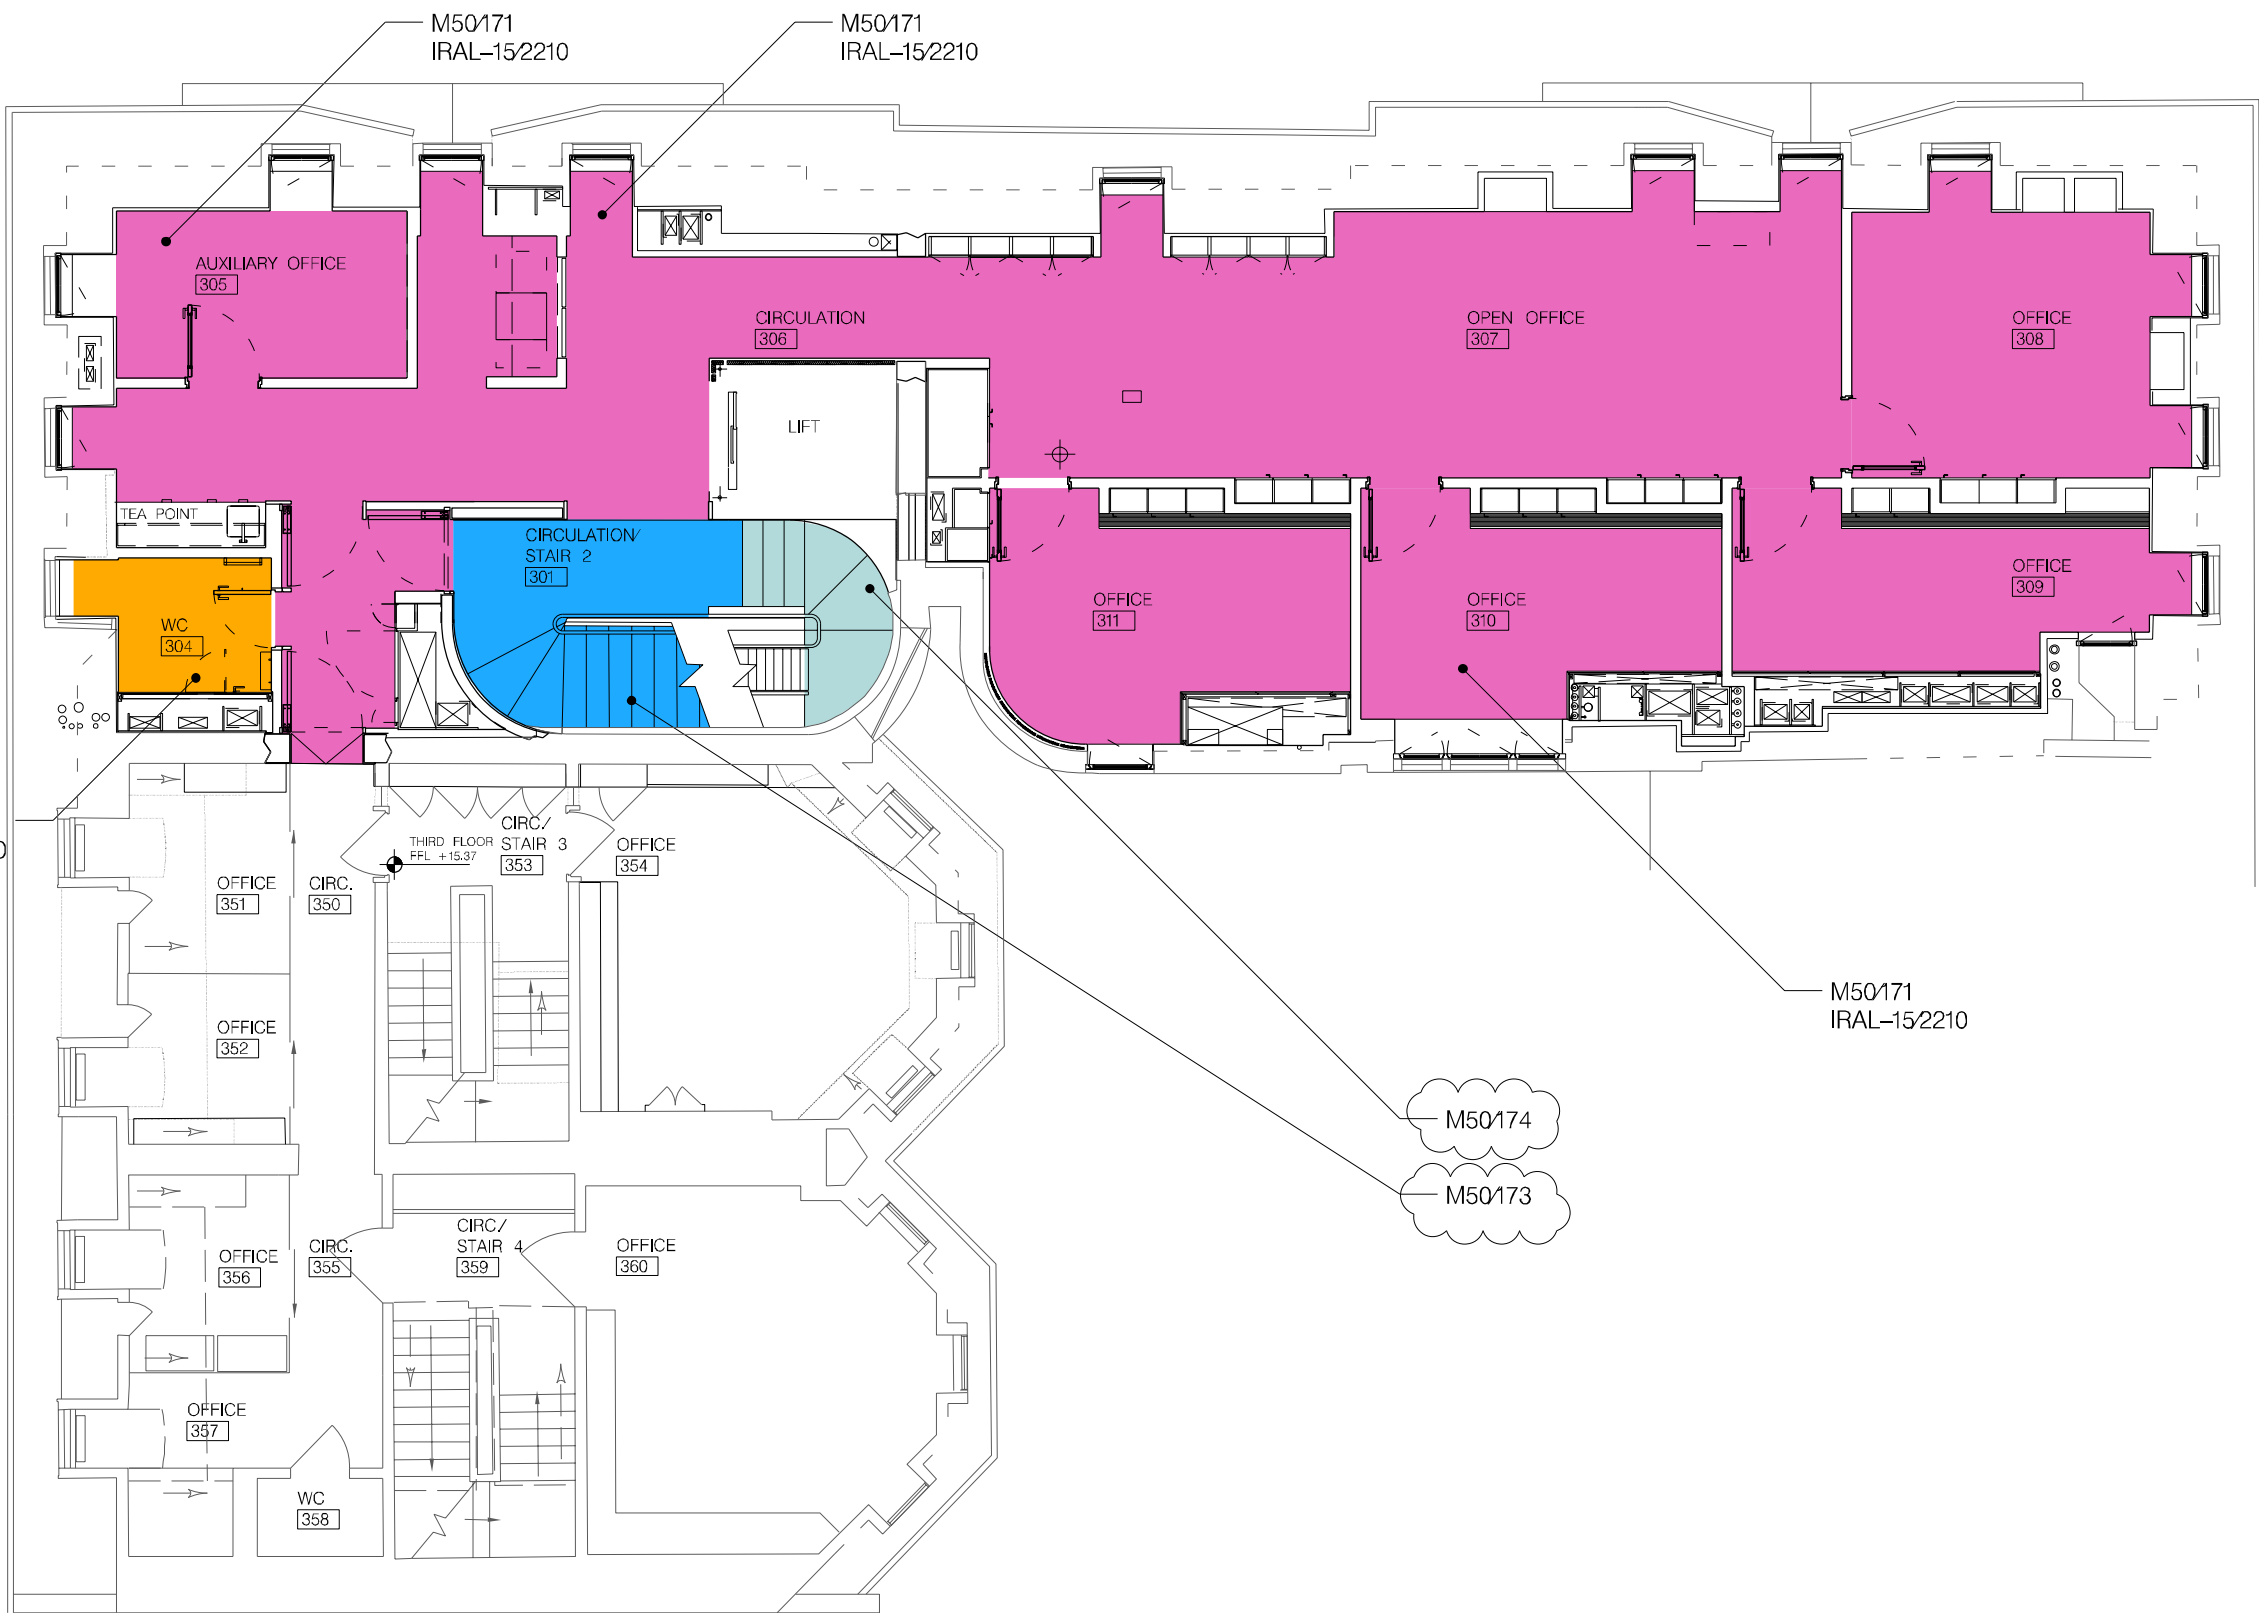 M50/171
IRAL-15/2210
M50/171
IRAL-15/2210
AUXILIARY OFFICE
305
CIRCULATION
306
OPEN OFFICE
307
OFFICE
308
LIFT
TEA POINT
CIRCULATION/
STAIR 2
301
OFFICE
309
OFFICE
311
OFFICE
310
WC
304
THIRD FLOOR
FFL +15.37
CIRC./
STAIR 3
353
OFFICE
354
OFFICE
351
CIRC.
350
M50/171
IRAL-15/2210
OFFICE
352
M50/174
M50/173
OFFICE
356
CIRC.
355
CIRC./
STAIR 4
359
OFFICE
360
OFFICE
357
WC
358